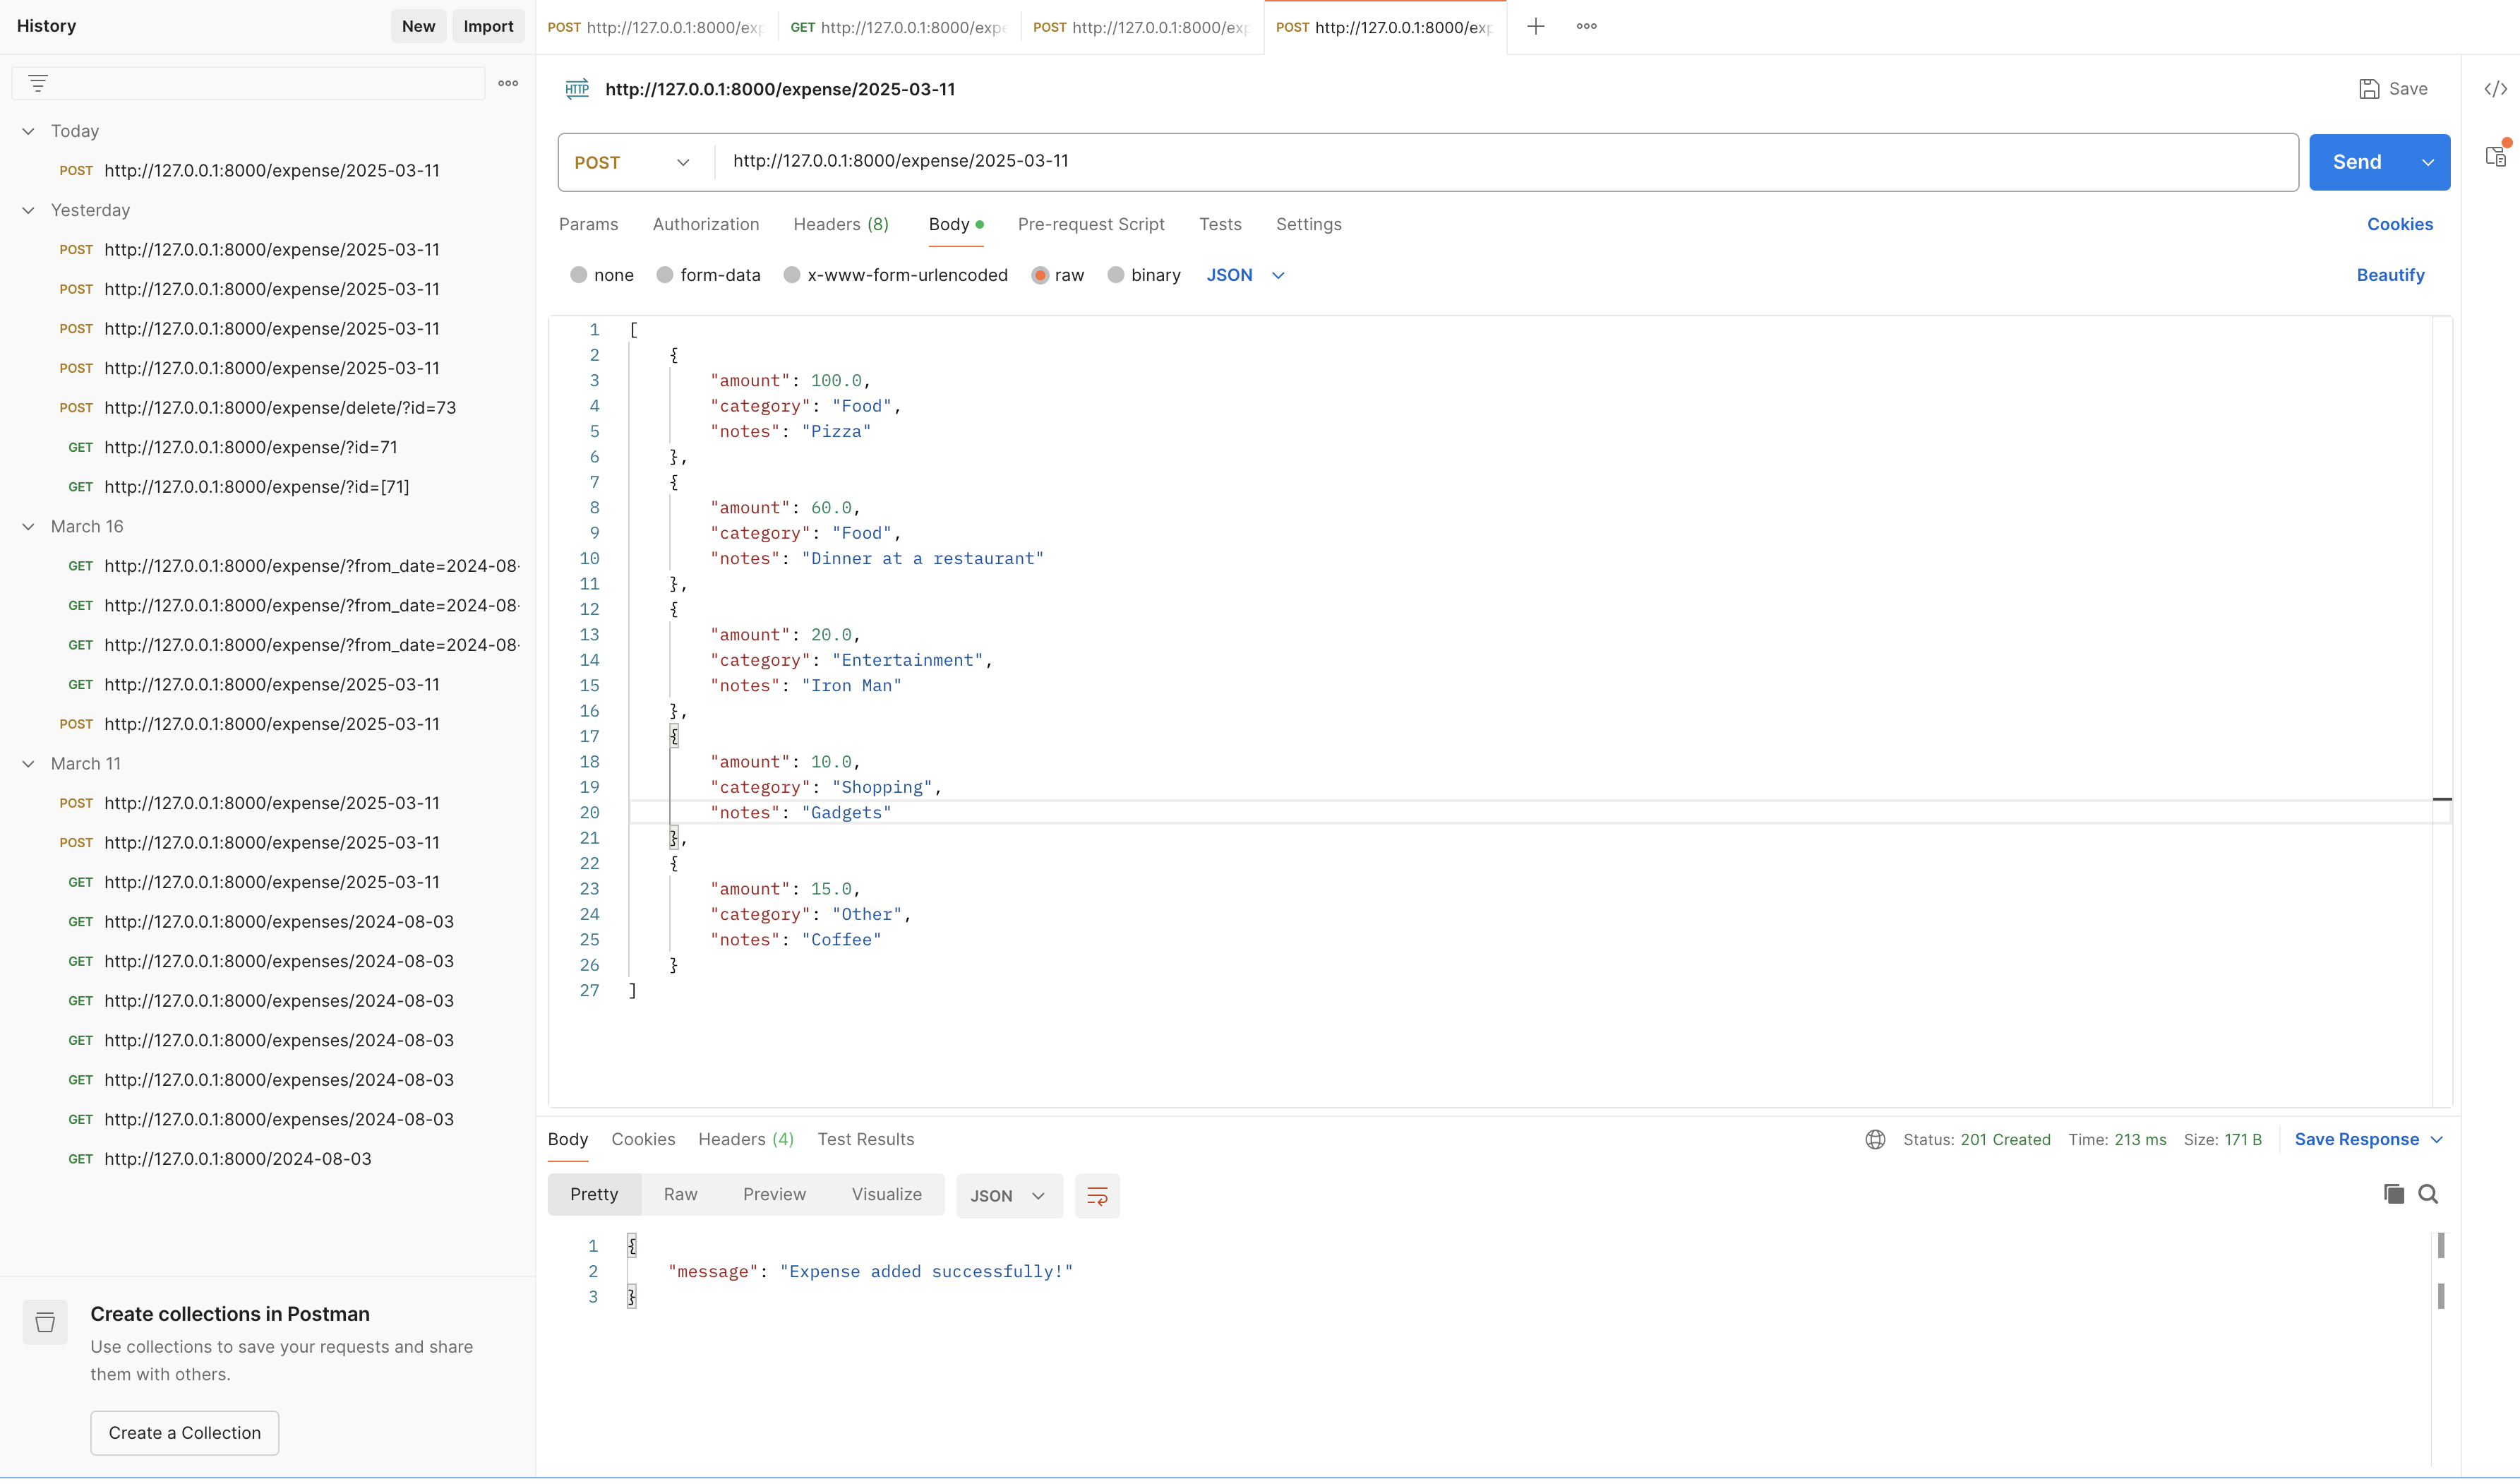 History
New
Import
POST http://127.0.0.1:8000/exp
GET http://127.0.0.1:8000/expe
POST http://127.0.0.1:8000/exp
POST http://127.0.0.1:8000/exp
Today
POST http://127.0.0.1:8000/expense/2025-03-11
Yesterday
POST http://127.0.0.1:8000/expense/2025-03-11
POST http://127.0.0.1:8000/expense/2025-03-11
POST http://127.0.0.1:8000/expense/2025-03-11
POST http://127.0.0.1:8000/expense/2025-03-11
POST http://127.0.0.1:8000/expense/delete/?id=73
GET http://127.0.0.1:8000/expense/?id=71
GET http://127.0.0.1:8000/expense/?id=[71]
March 16
GET http://127.0.0.1:8000/expense/?from_date=2024-08-
GET http://127.0.0.1:8000/expense/?from_date=2024-08-
GET http://127.0.0.1:8000/expense/?from_date=2024-08-
GET http://127.0.0.1:8000/expense/2025-03-11
POST http://127.0.0.1:8000/expense/2025-03-11
March 11
POST http://127.0.0.1:8000/expense/2025-03-11
POST http://127.0.0.1:8000/expense/2025-03-11
GET http://127.0.0.1:8000/expense/2025-03-11
GET http://127.0.0.1:8000/expenses/2024-08-03
GET http://127.0.0.1:8000/expenses/2024-08-03
GET http://127.0.0.1:8000/expenses/2024-08-03
GET http://127.0.0.1:8000/expenses/2024-08-03
GET http://127.0.0.1:8000/expenses/2024-08-03
GET http://127.0.0.1:8000/expenses/2024-08-03
GET http://127.0.0.1:8000/2024-08-03
Create collections in Postman
Use collections to save your requests and share
them with others.
Create a Collection
HTTP http://127.0.0.1:8000/expense/2025-03-11
Save
</>
POST http://127.0.0.1:8000/expense/2025-03-11
Send
Params Authorization Headers (8) Body Pre-request Script Tests Settings
Cookies
none form-data x-www-form-urlencoded raw binary JSON
Beautify
1 [
2 {
3 "amount": 100.0,
4 "category": "Food",
5 "notes": "Pizza"
6 },
7 {
8 "amount": 60.0,
9 "category": "Food",
10 "notes": "Dinner at a restaurant"
11 },
12 {
13 "amount": 20.0,
14 "category": "Entertainment",
15 "notes": "Iron Man"
16 },
17 {
18 "amount": 10.0,
19 "category": "Shopping",
20 "notes": "Gadgets"
21 },
22 {
23 "amount": 15.0,
24 "category": "Other",
25 "notes": "Coffee"
26 }
27 ]
Body Cookies Headers (4) Test Results
Status: 201 Created Time: 213 ms Size: 171 B
Save Response
Pretty Raw Preview Visualize JSON
1 {
2 "message": "Expense added successfully!"
3 }